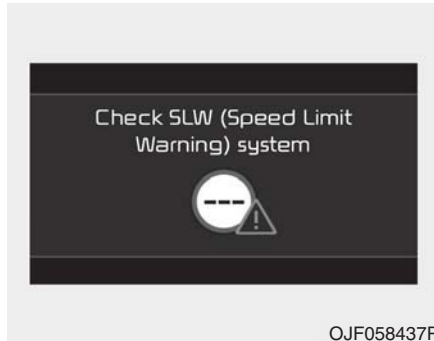 Check SLW (Speed Limit
Warning) system
---
!
OJF058437F